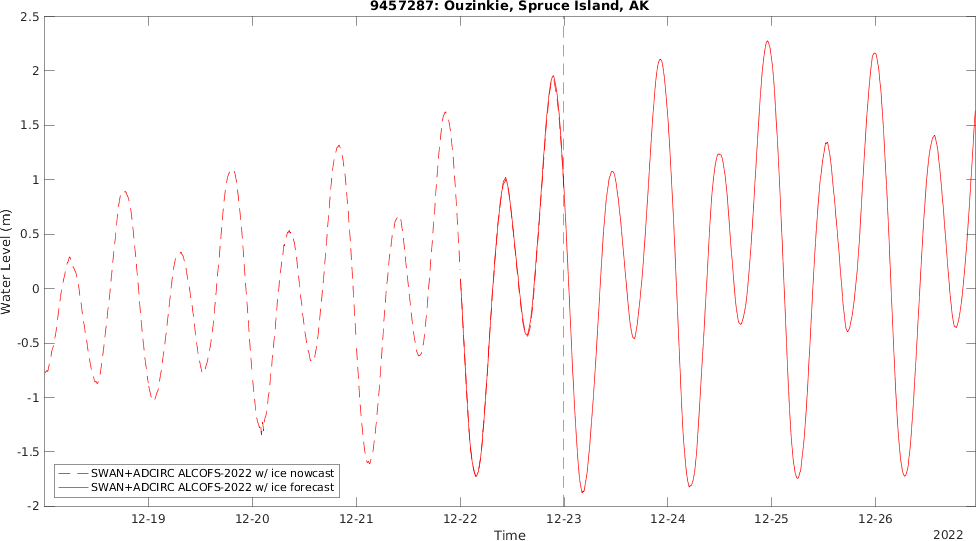 9457287: Ouzinkie, Spruce Island, AK
2.5
2
1.5
1
0.5
0
-0.5
-1
-1.5
-2
Water Level (m)
SWAN+ADCIRC ALCOFS-2022 w/ ice nowcast
SWAN+ADCIRC ALCOFS-2022 w/ ice forecast
12-19 12-20 12-21 12-22 12-23 12-24 12-25 12-26
Time
2022